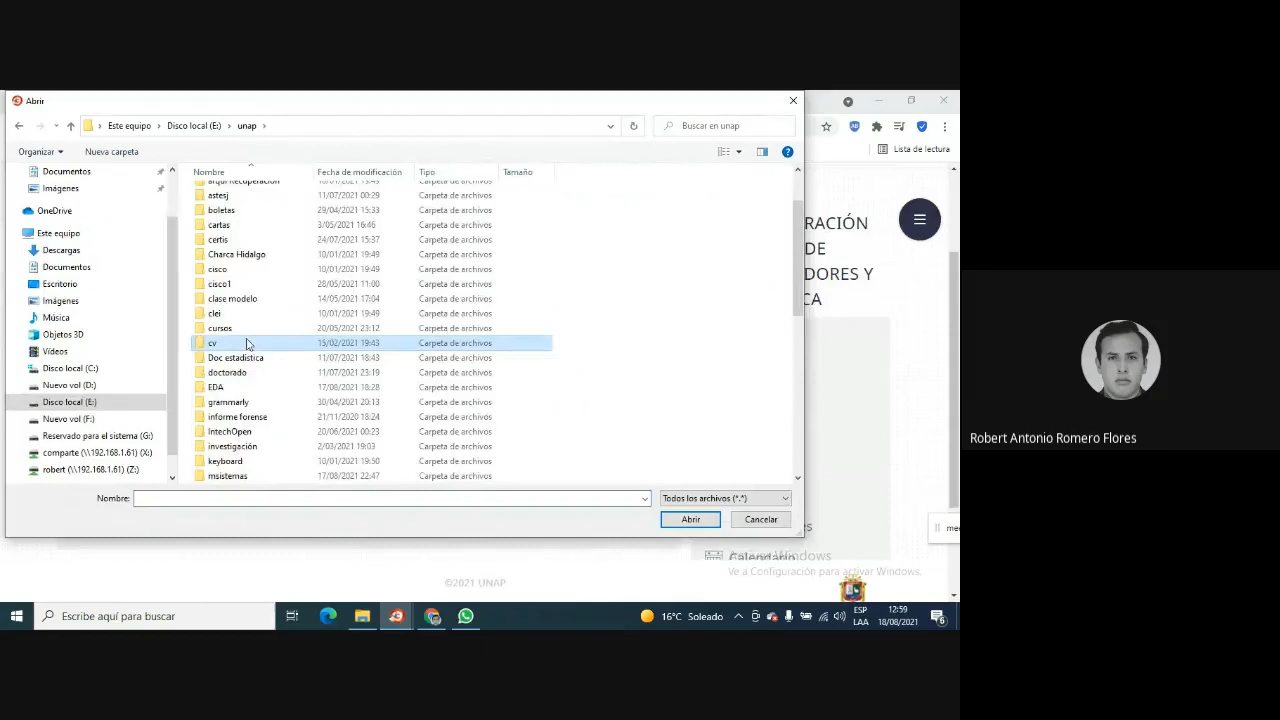 Abrir
Este equipo > Disco local (E:) > unap >
Buscar en unap
Organizar
Nueva carpeta
Lista de lectura
Documentos
Imágenes
OneDrive
Este equipo
Descargas
Documentos
Escritorio
Imágenes
Música
Objetos 3D
Vídeos
Disco local (C:)
Nuevo vol (D:)
Disco local (E:)
Nuevo vol (F:)
Reservado para el sistema (G:)
comparte (\\192.168.1.61) (X:)
robert (\\192.168.1.61) (Z:)
Nombre Fecha de modificación Tipo Tamaño
astesj 11/07/2021 00:29 Carpeta de archivos
boletas 29/04/2021 15:33 Carpeta de archivos
cartas 3/05/2021 16:46 Carpeta de archivos
certis 24/07/2021 15:37 Carpeta de archivos
Charca Hidalgo 10/01/2021 19:49 Carpeta de archivos
cisco 10/01/2021 19:49 Carpeta de archivos
cisco1 28/05/2021 11:00 Carpeta de archivos
clase modelo 14/05/2021 17:04 Carpeta de archivos
clei 10/01/2021 19:49 Carpeta de archivos
cursos 20/05/2021 23:12 Carpeta de archivos
cv 15/02/2021 19:43 Carpeta de archivos
Doc estadística 11/07/2021 18:43 Carpeta de archivos
doctorado 11/07/2021 23:19 Carpeta de archivos
EDA 17/08/2021 18:28 Carpeta de archivos
grammarly 30/04/2021 20:13 Carpeta de archivos
informe forense 21/11/2020 18:24 Carpeta de archivos
IntechOpen 20/06/2021 00:23 Carpeta de archivos
investigación 2/03/2021 19:03 Carpeta de archivos
keyboard 10/01/2021 19:50 Carpeta de archivos
msistemas 17/08/2021 22:47 Carpeta de archivos
Nombre:
Todos los archivos (*.*)
Abrir
Cancelar
RACIÓN
DE
DORES Y
CA
es
me
Calendario
Activar Windows
Ve a Configuración para activar Windows.
©2021 UNAP
Escribe aquí para buscar
16°C Soleado
ESP
LAA
12:59
18/08/2021
6
Robert Antonio Romero Flores